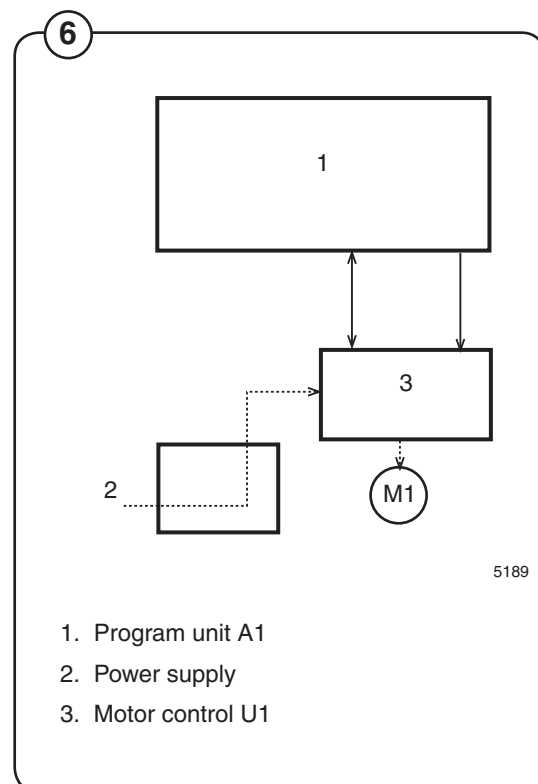 6
1
3
2
M1
5189
1. Program unit A1
2. Power supply
3. Motor control U1